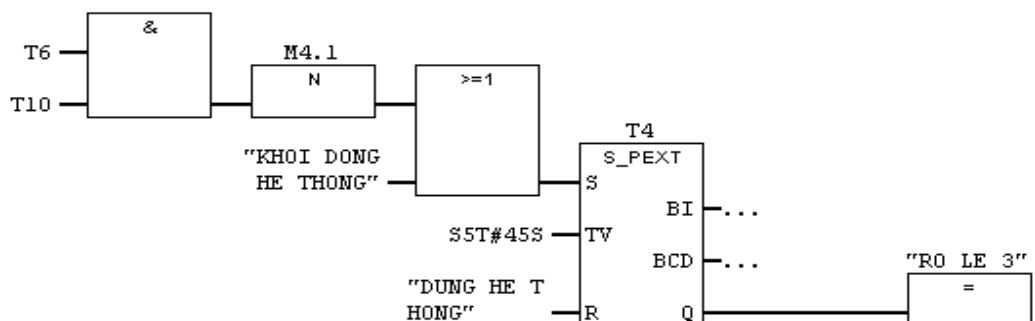 &
T6
M4.1
N
>=1
T10
T4
"KHOI DONG
HE THONG"
S_PEXT
S
BI
...
S5T#45S
TV
BCD
...
"RO LE 3"
=
"DUNG HE T
HONG"
R
Q